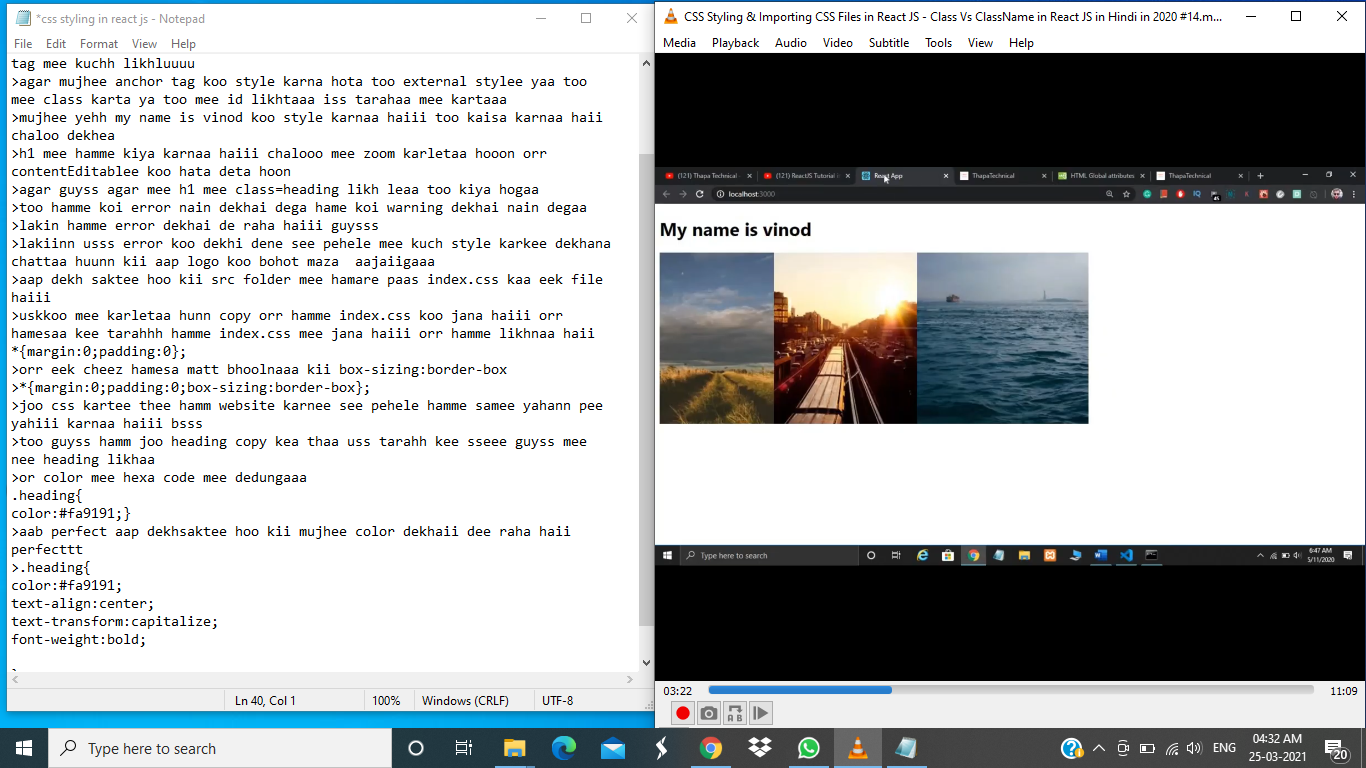 *css styling in react js - Notepad
File Edit Format View Help
tag mee kuchh likhluuuu
>agar mujhee anchor tag koo style karna hota too external stylee yaa too
mee class karta ya too mee id likhtaaa iss tarahaa mee kartaaa
>mujhee yehh my name is vinod koo style karnaa haiii too kaisa karnaa haii
chaloo dekhea
>h1 mee hamme kiya karnaa haiii chalooo mee zoom karletaa hooon orr
contentEditablee koo hata deta hoon
>agar guyss agar mee h1 mee class=heading likh leaa too kiya hogaa
>too hamme koi error nain dekhai dega hame koi warning dekhai nain degaa
>lakin hamme error dekhai de raha haiii guysss
>lakiinn usss error koo dekhi dene see pehele mee kuch style karkee dekhana
chattaa huunn kii aap logo koo bohot maza  aajaiigaaa
>aap dekh saktee hoo kii src folder mee hamare paas index.css kaa eek file
haiii
>uskkoo mee karletaa hunn copy orr hamme index.css koo jana haiii orr
hamesaa kee tarahhh hamme index.css mee jana haiii orr hamme likhnaa haii
*{margin:0;padding:0};
>orr eek cheez hamesa matt bhoolnaaa kii box-sizing:border-box
>*{margin:0;padding:0;box-sizing:border-box};
>joo css kartee thee hamm website karnee see pehele hamme samee yahann pee
yahiii karnaa haiii bsss
>too guyss hamm joo heading copy kea thaa uss tarahh kee sseee guyss mee
nee heading likhaa
>or color mee hexa code mee dedungaaa
.heading{
color:#fa9191;}
>aab perfect aap dekhsaktee hoo kii mujhee color dekhaii dee raha haii
perfecttt
>.heading{
color:#fa9191;
text-align:center;
text-transform:capitalize;
font-weight:bold;
Ln 40, Col 1 100% Windows (CRLF) UTF-8
CSS Styling & Importing CSS Files in React JS - Class Vs ClassName in React JS in Hindi in 2020 #14.m...
Media Playback Audio Video Subtitle Tools View Help
(121) Thapa Technical - (121) ReactJS Tutorial i React App ThapaTechnical HTML Global attributes ThapaTechnical
localhost:3000
My name is vinod
Type here to search 6:47 AM
5/11/2020
03:22 11:09
A B
Type here to search ENG 04:32 AM
25-03-2021 20